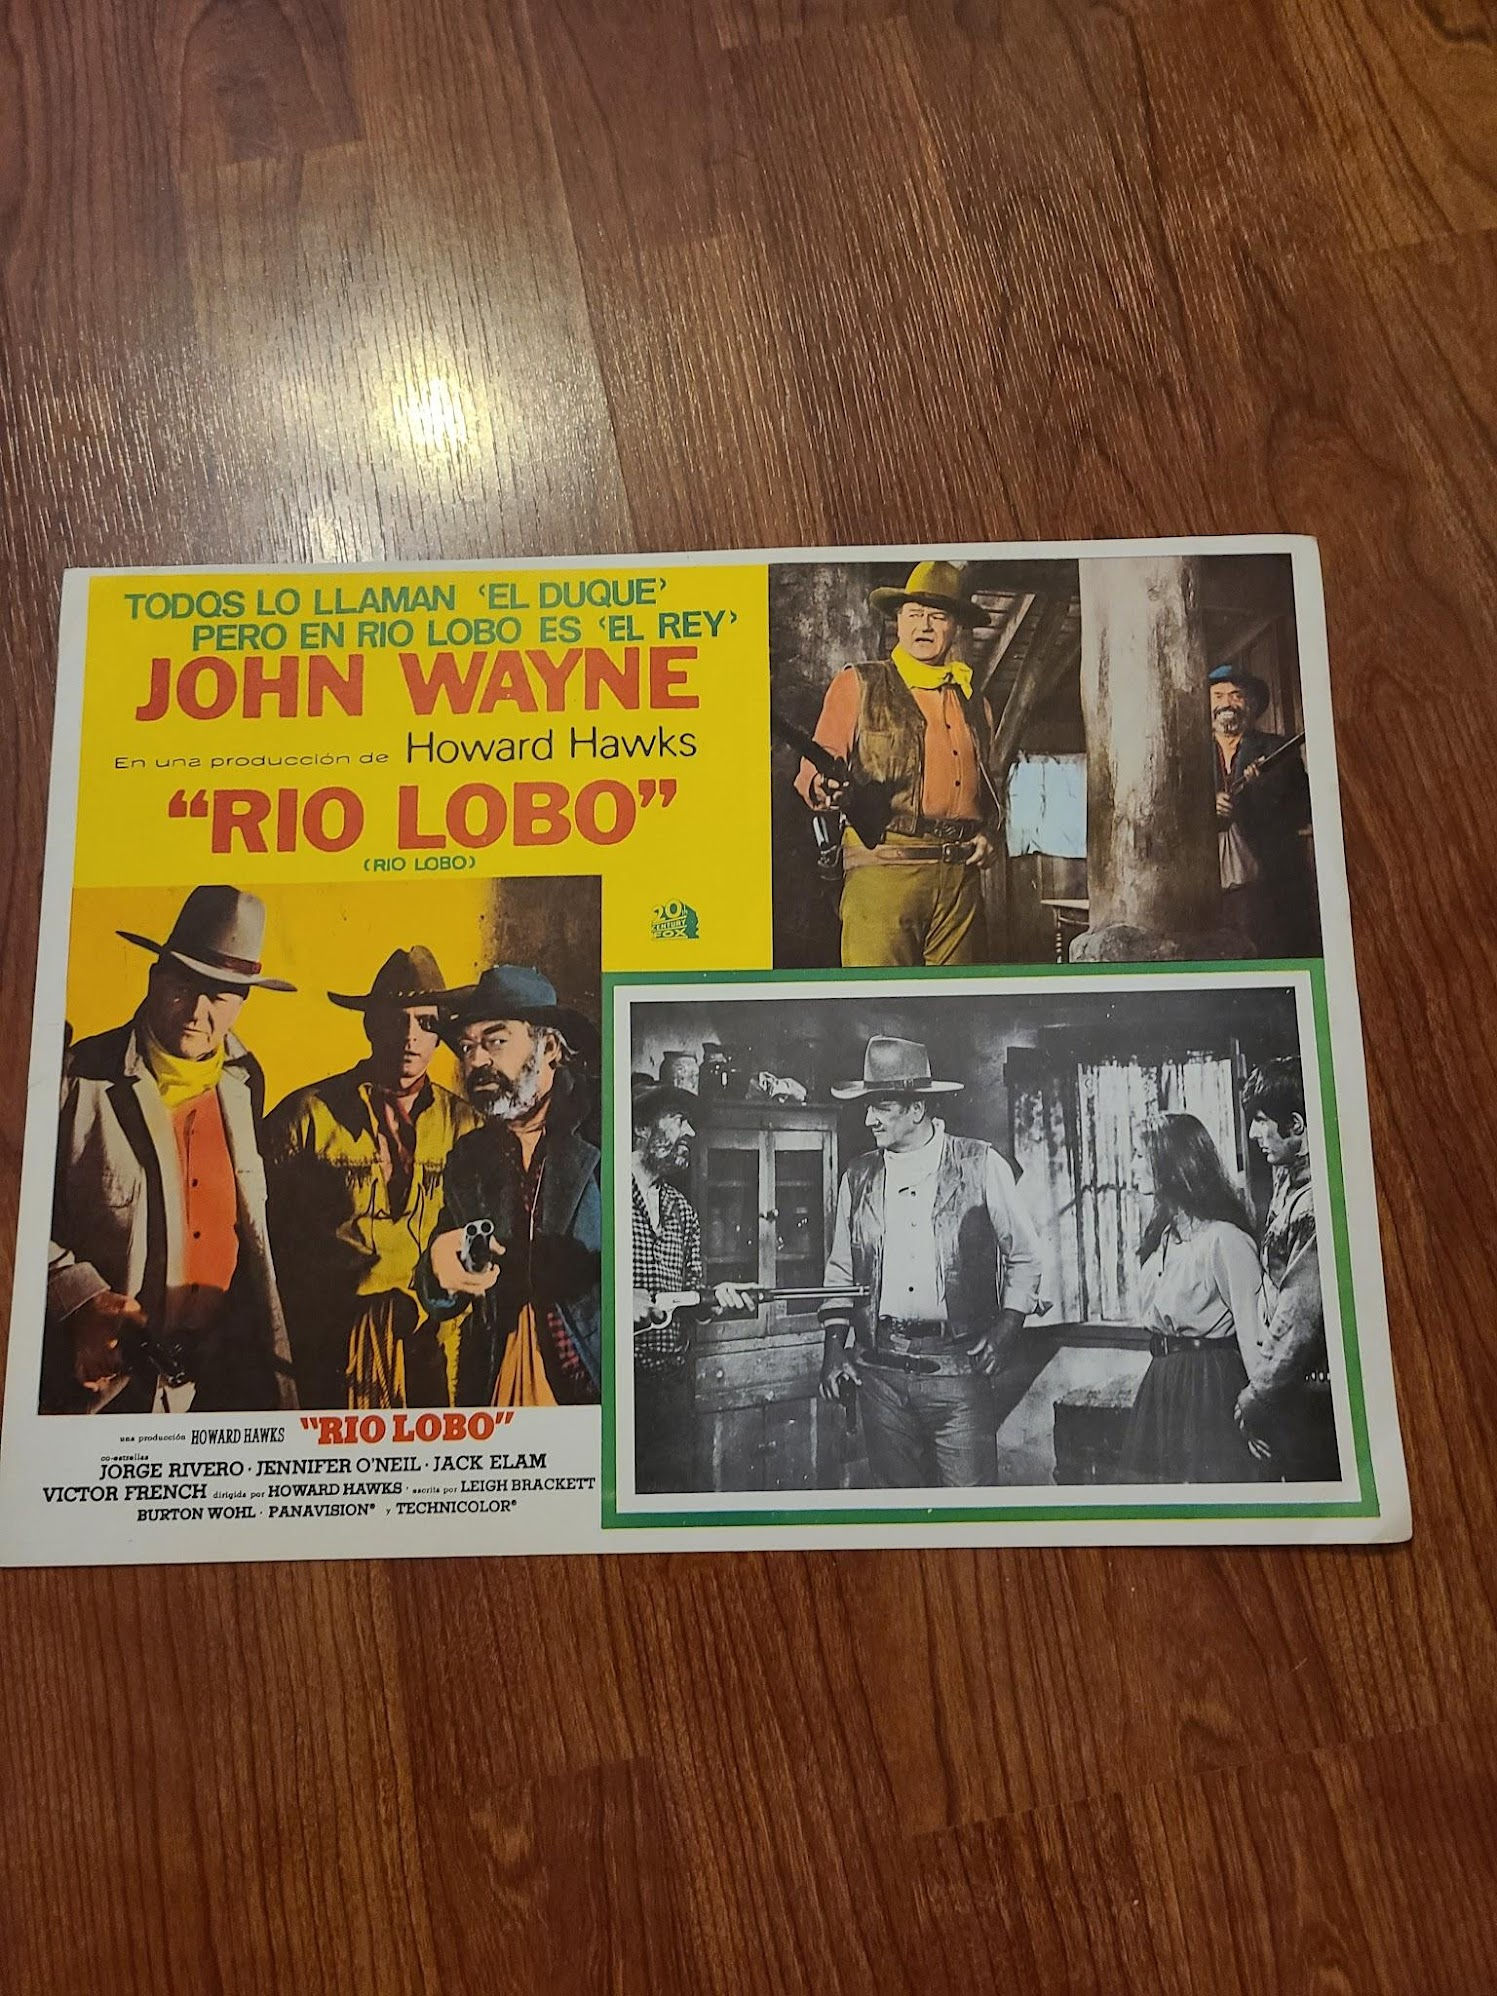 TODOS LO LLAMAN ‘EL DUQUE’
PERO EN RIO LOBO ES ‘EL REY’
JOHN WAYNE
En una producción de Howard Hawks
“RIO LOBO”
(RIO LOBO)
20th
CENTURY
FOX
una producción HOWARD HAWKS "RIO LOBO"
co-estrellas
JORGE RIVERO · JENNIFER O'NEIL · JACK ELAM
VICTOR FRENCH dirigida por HOWARD HAWKS · escrita por LEIGH BRACKETT
BURTON WOHL · PANAVISION® y TECHNICOLOR®